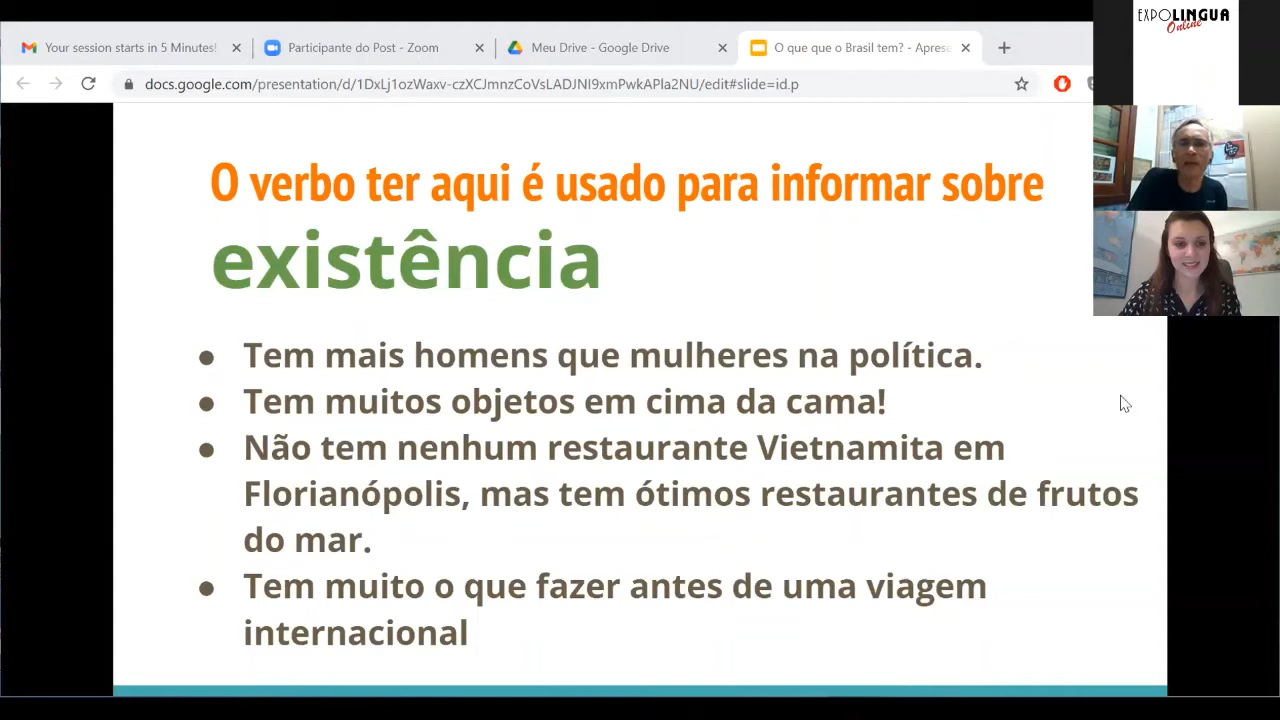 EXPOLINGUA
Online
Your session starts in 5 Minutes!
Participante do Post - Zoom
Meu Drive - Google Drive
O que que o Brasil tem? - Aprese
docs.google.com/presentation/d/1DxLj1ozWaxv-czXCJmnzCoVsLADJNI9xmPwkAPla2NU/edit#slide=id.p
O verbo ter aqui é usado para informar sobre
existência
● Tem mais homens que mulheres na política.
● Tem muitos objetos em cima da cama!
● Não tem nenhum restaurante Vietnamita em
Florianópolis, mas tem ótimos restaurantes de frutos
do mar.
● Tem muito o que fazer antes de uma viagem
internacional